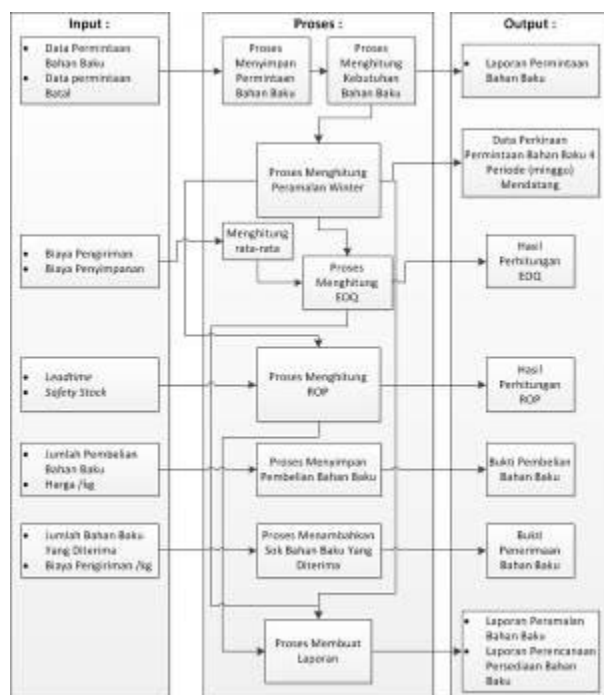 Input :
Proses :
Output :
• Data Permintaan
Bahan Baku
• Data permintaan
Batal
Proses
Menyimpan
Permintaan
Bahan Baku
Proses
Menghitung
Kebutuhan
Bahan Baku
• Laporan Permintaan
Bahan Baku
Proses Menghitung
Peramalan Winter
Data Perkiraan
Permintaan Bahan Baku 4
Periode (minggu)
Mendatang
• Biaya Pengiriman
• Biaya Penyimpanan
Menghitung
rata-rata
Proses
Menghitung
EOQ
Hasil
Perhitungan
EOQ
• Leadtime
• Safety Stock
Proses Menghitung
ROP
Hasil
Perhitungan
ROP
• Jumlah Pembelian
Bahan Baku
• Harga /kg
Proses Menyimpan
Pembelian Bahan Baku
Bukti Pembelian
Bahan Baku
• Jumlah Bahan Baku
Yang Diterima
• Biaya Pengiriman /kg
Proses Menambahkan
Sok Bahan Baku Yang
Diterima
Bukti
Penerimaan
Bahan Baku
Proses Membuat
Laporan
• Laporan Peramalan
Bahan Baku
• Laporan Perencanaan
Persediaan Bahan
Baku